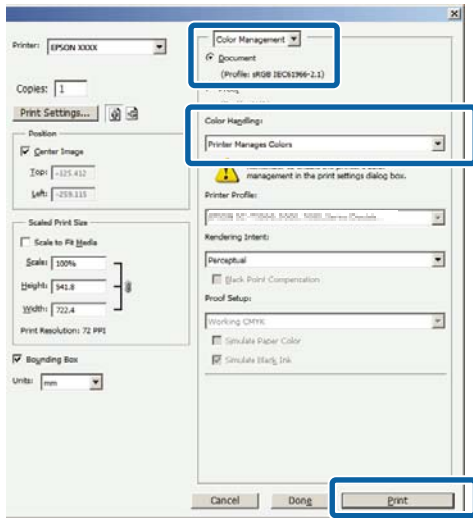 Printer: EPSON XXXX
Copies: 1
Print Settings...
Position
Center Image
Top: -125.412
Left: -259.115
Scaled Print Size
Scale to Fit Media
Scale: 100%
Height: 541.8
Width: 722.4
Print Resolution: 72 PPI
Bounding Box
Units: mm
Color Management
Document
(Profile: sRGB IEC61966-2.1)
Color Handling:
Printer Manages Colors
management in the print settings dialog box.
Printer Profile:
Rendering Intent:
Perceptual
Black Point Compensation
Proof Setup:
Working CMYK
Simulate Paper Color
Simulate Black Ink
Cancel
Done
Print